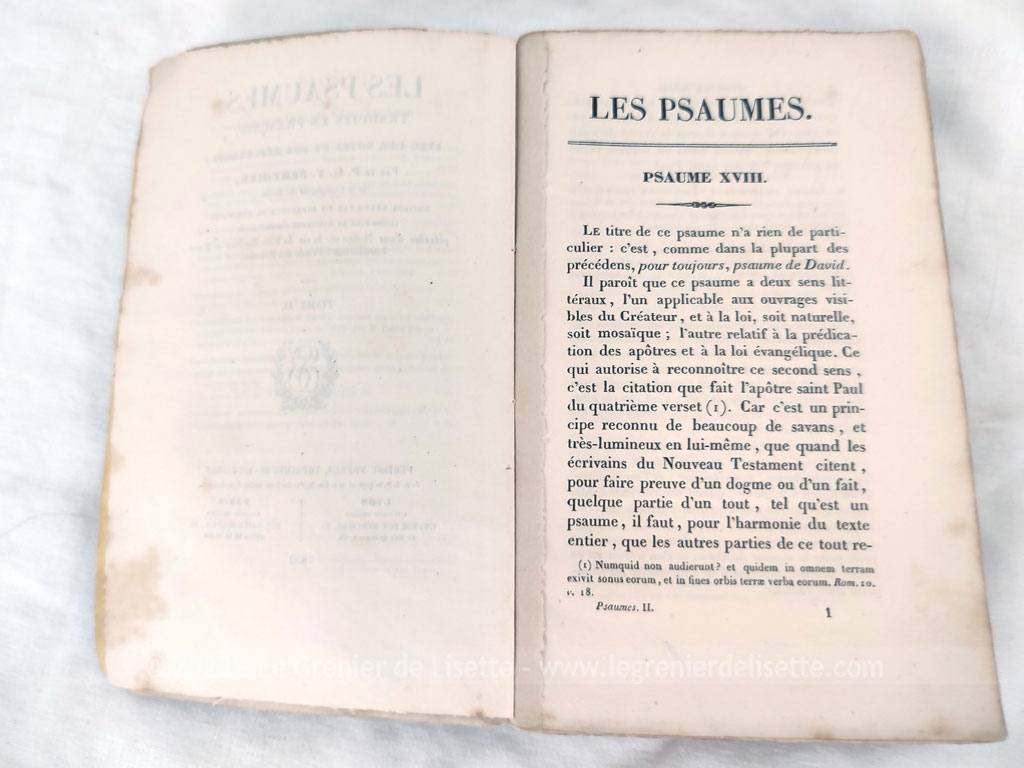 LES PSAUMES
TOME II.
LYON
PARIS
LES PSAUMES.
PSAUME XVIII.
LE titre de ce psaume n'a rien de parti-
culier : c'est, comme dans la plupart des
précédens, pour toujours, psaume de David.
Il paroît que ce psaume a deux sens lit-
téraux, l'un applicable aux ouvrages visi-
bles du Créateur, et à la loi, soit naturelle,
soit mosaïque ; l'autre relatif à la prédica-
tion des apôtres et à la loi évangélique. Ce
qui autorise à reconnoître ce second sens,
c'est la citation que fait l'apôtre saint Paul
du quatrième verset (1). Car c'est un prin-
cipe reconnu de beaucoup de savans, et
très-lumineux en lui-même, que quand les
écrivains du Nouveau Testament citent,
pour faire preuve d'un dogme ou d'un fait,
quelque partie d'un tout, tel qu'est un
psaume, il faut, pour l'harmonie du texte
entier, que les autres parties de ce tout re-
(1) Numquid non audierunt? et quidem in omnem terram
exivit sonus eorum, et in fines orbis terræ verba eorum. Rom. 10.
v. 18.
Psaumes. II. 1
Le Grenier de Lisette - www.legrenierdelisette.com